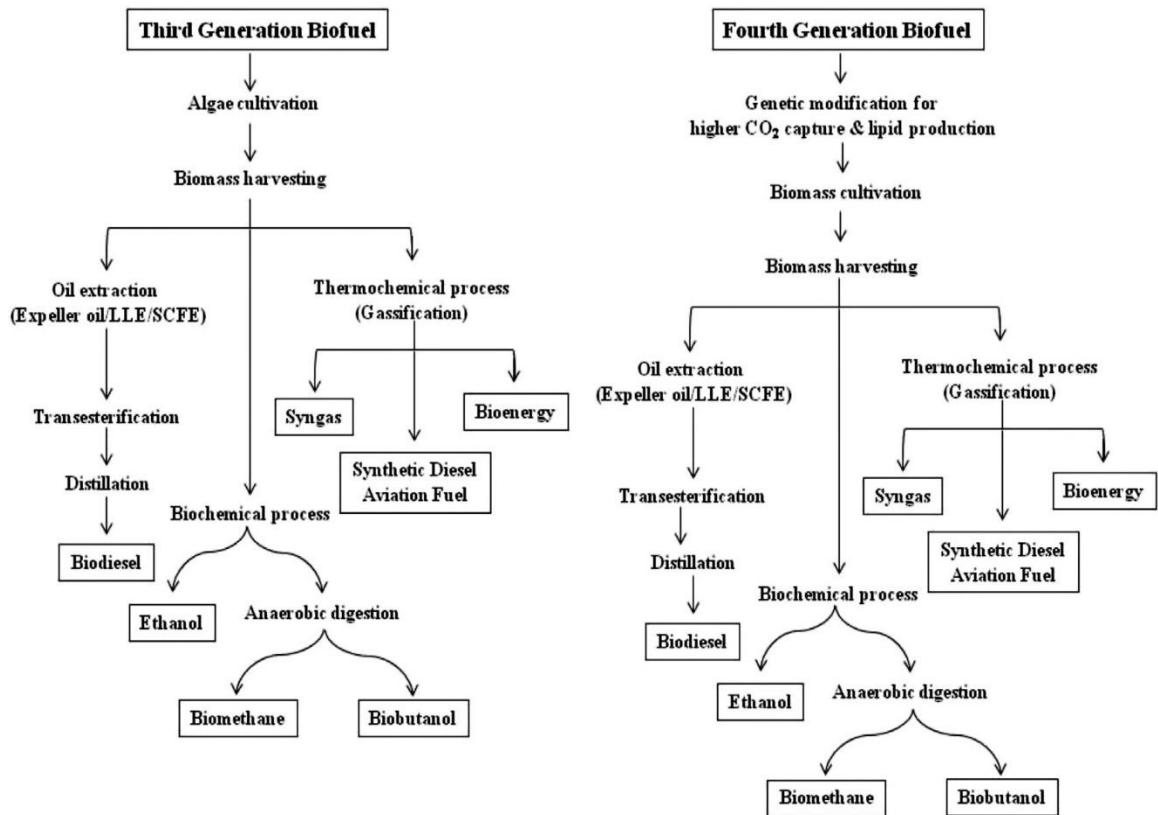 Third Generation Biofuel
Algae cultivation
Biomass harvesting
Oil extraction
(Expeller oil/LLE/SCFE)
Thermochemical process
(Gassification)
Transesterification
Syngas
Bioenergy
Distillation
Synthetic Diesel
Aviation Fuel
Biochemical process
Biodiesel
Ethanol
Anaerobic digestion
Biomethane
Biobutanol
Fourth Generation Biofuel
Genetic modification for
higher CO₂ capture & lipid production
Biomass cultivation
Biomass harvesting
Oil extraction
(Expeller oil/LLE/SCFE)
Thermochemical process
(Gassification)
Transesterification
Syngas
Bioenergy
Distillation
Synthetic Diesel
Aviation Fuel
Biochemical process
Biodiesel
Ethanol
Anaerobic digestion
Biomethane
Biobutanol